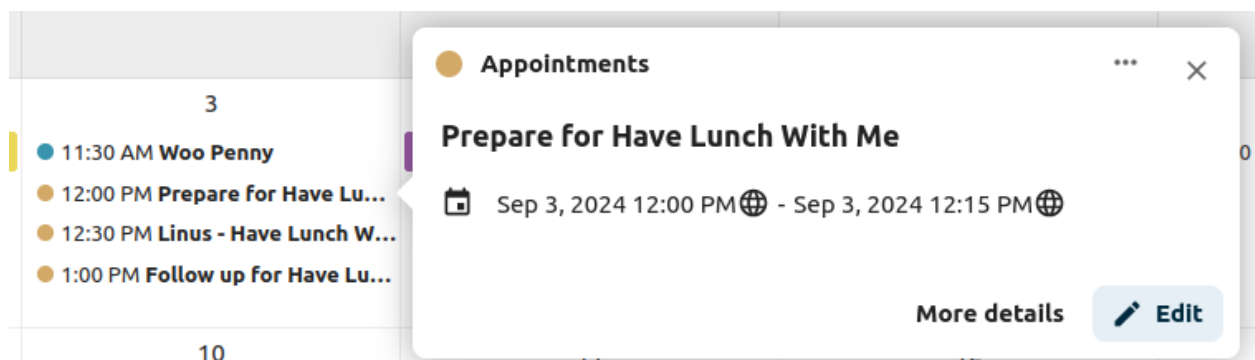 3
11:30 AM Woo Penny
12:00 PM Prepare for Have Lu...
12:30 PM Linus - Have Lunch W...
1:00 PM Follow up for Have Lu...
10
Appointments
Prepare for Have Lunch With Me
Sep 3, 2024 12:00 PM - Sep 3, 2024 12:15 PM
More details
Edit
0